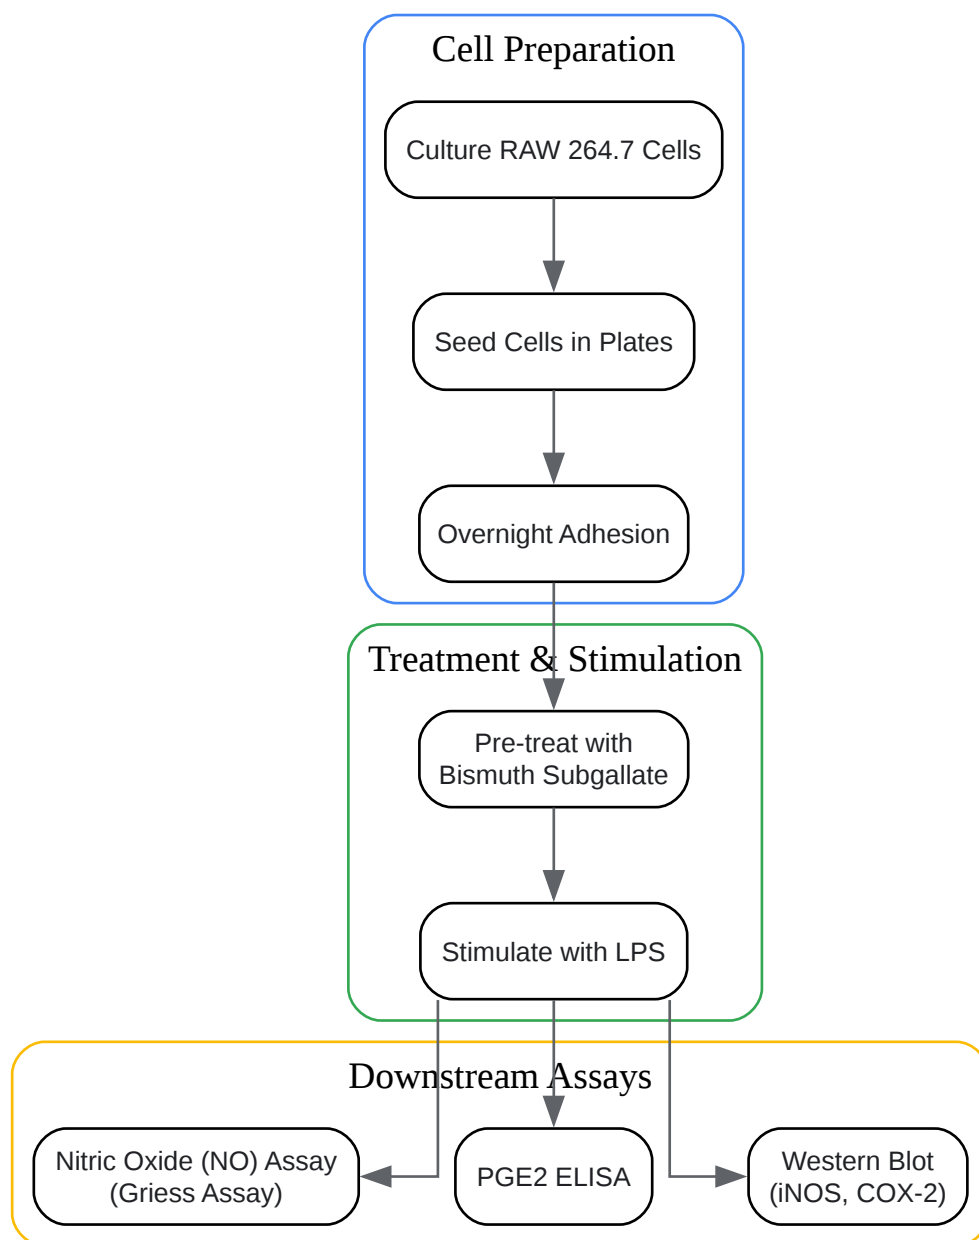 Cell Preparation
Culture RAW 264.7 Cells
Seed Cells in Plates
Overnight Adhesion
Treatment & Stimulation
Pre-treat with
Bismuth Subgallate
Stimulate with LPS
Downstream Assays
Nitric Oxide (NO) Assay
(Griess Assay)
PGE2 ELISA
Western Blot
(iNOS, COX-2)